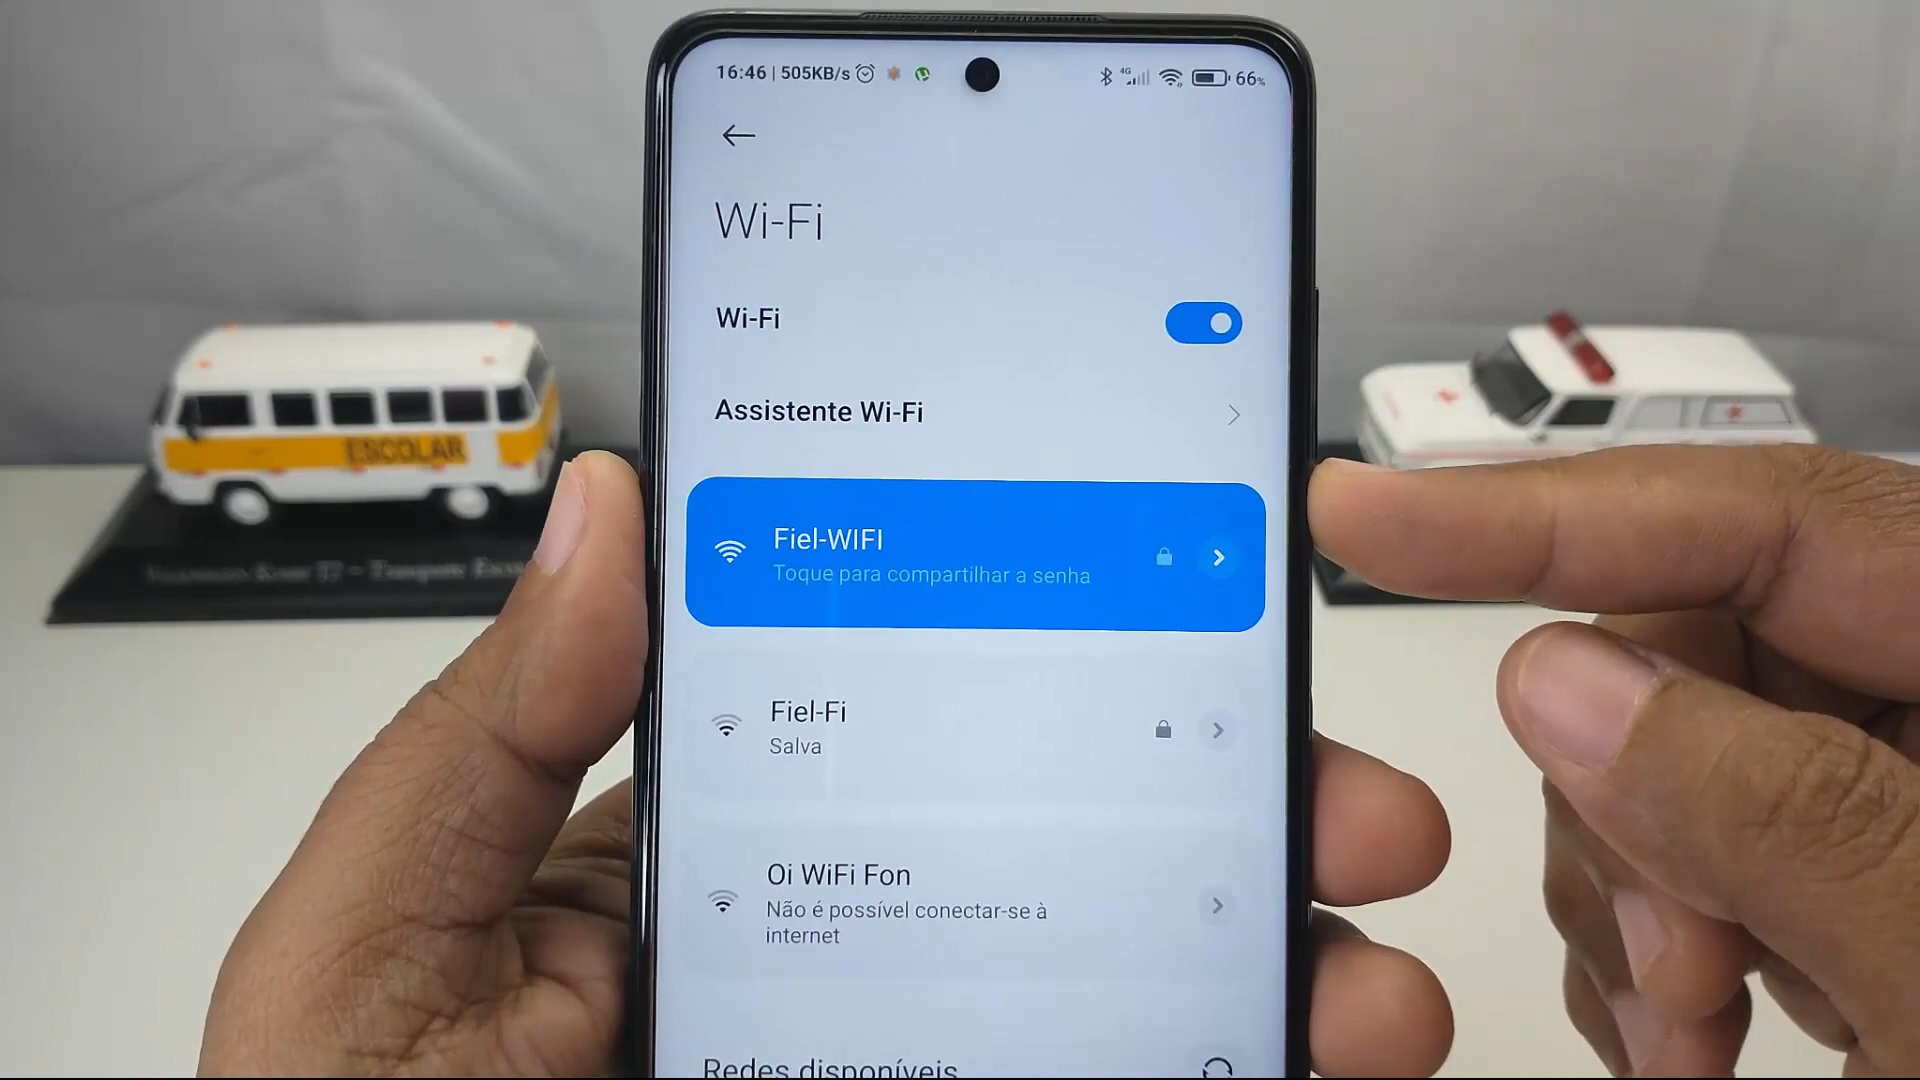 16:46 | 505KB/s
4G
66%
Wi-Fi
Wi-Fi
Assistente Wi-Fi
Fiel-WIFI
Toque para compartilhar a senha
Fiel-Fi
Salva
Oi WiFi Fon
Não é possível conectar-se à
internet
Redes disponíveis
ESCOLAR